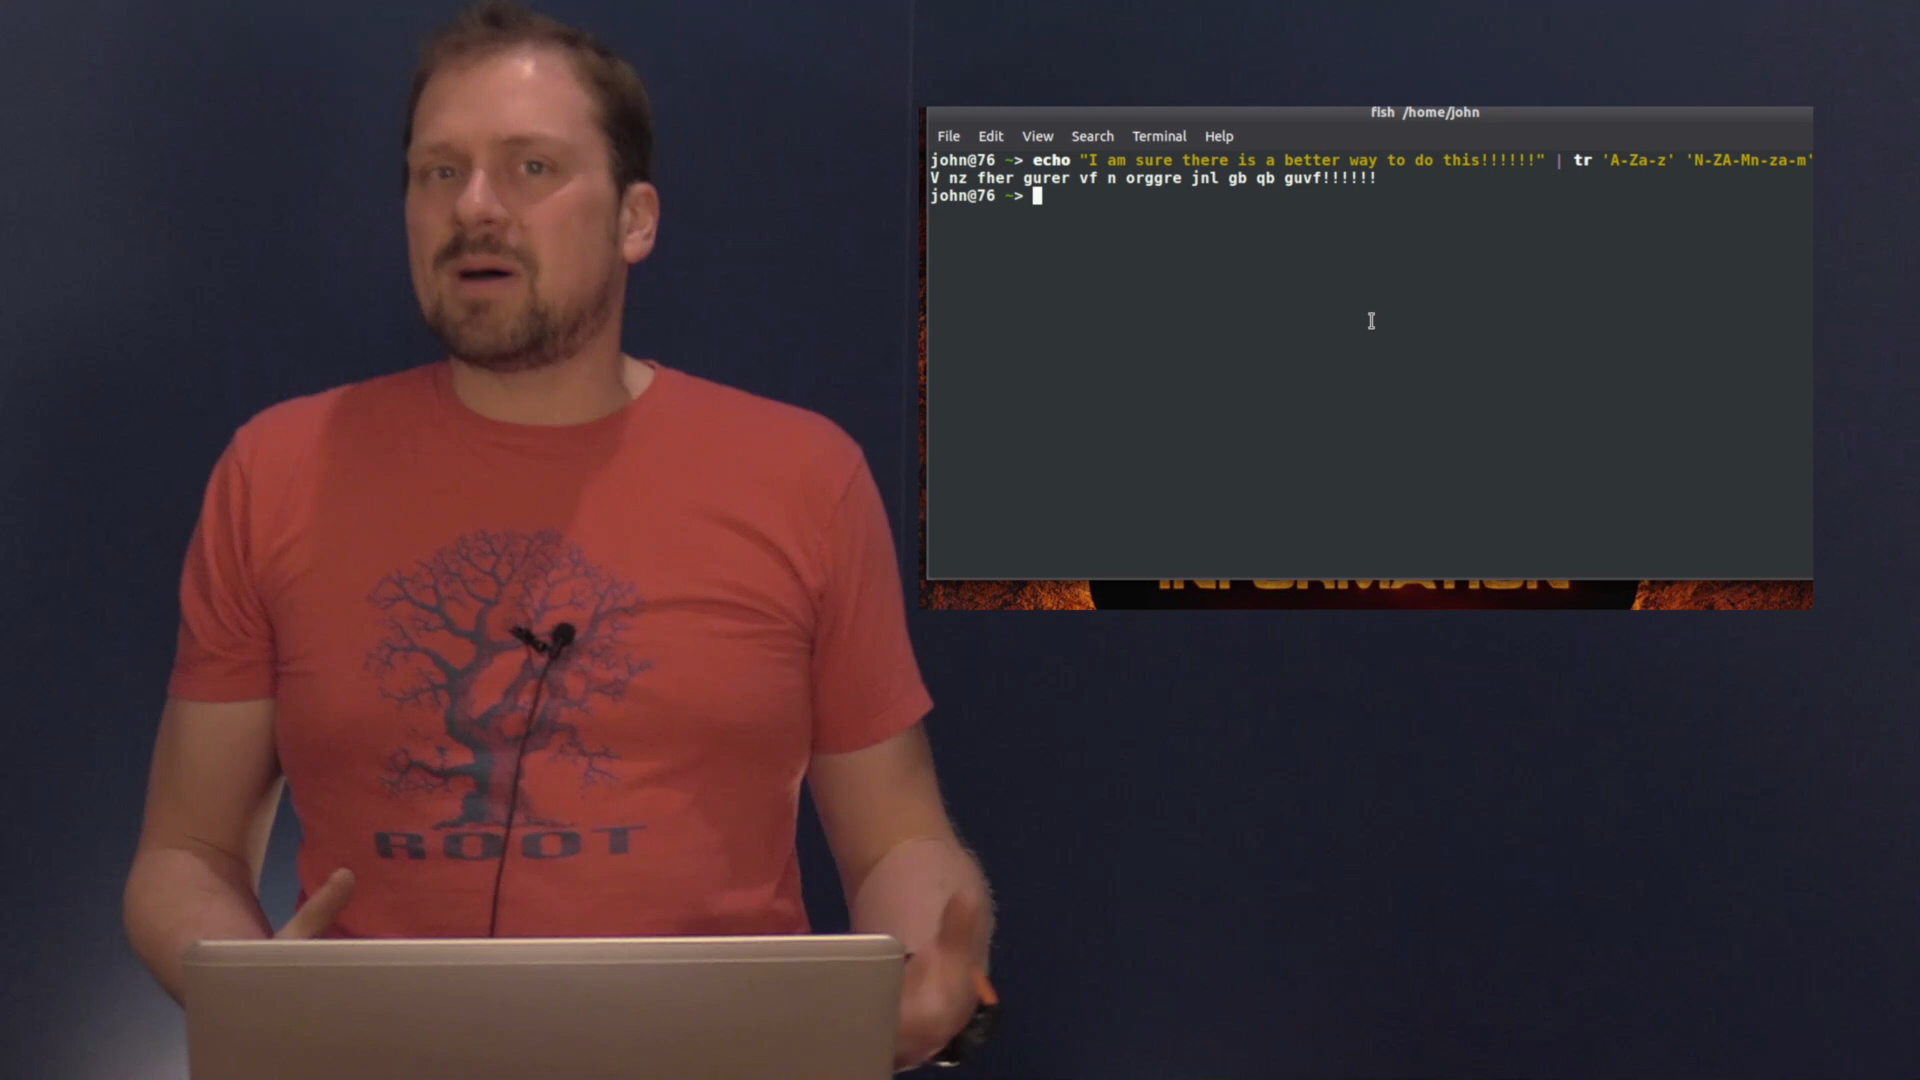 fish /home/john
File Edit View Search Terminal Help
john@76 ~> echo "I am sure there is a better way to do this!!!!!!" | tr 'A-Za-z' 'N-ZA-Mn-za-m'
V nz fher gurer vf n orggre jnl gb qb guvf!!!!!!
john@76 ~>
INFORMATION
ROOT